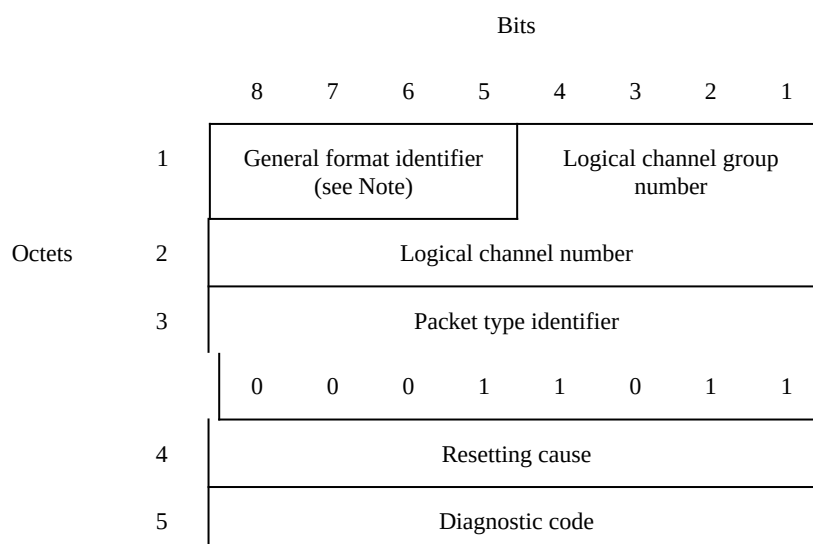 Bits
8 7 6 5 4 3 2 1
1 General format identifier (see Note) Logical channel group number
Octets 2 Logical channel number
3 Packet type identifier
0 0 0 1 1 0 1 1
4 Resetting cause
5 Diagnostic code